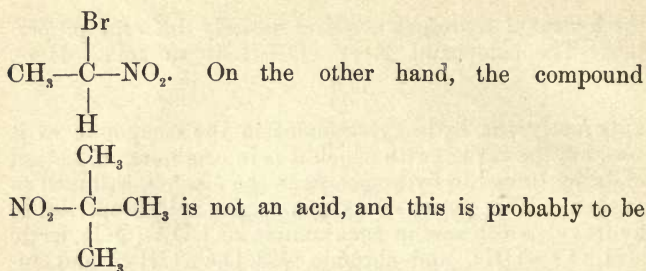 Br
|
CH₃—C—NO₂. On the other hand, the compound
|
H
CH₃
|
NO₂—C—CH₃ is not an acid, and this is probably to be
|
CH₃